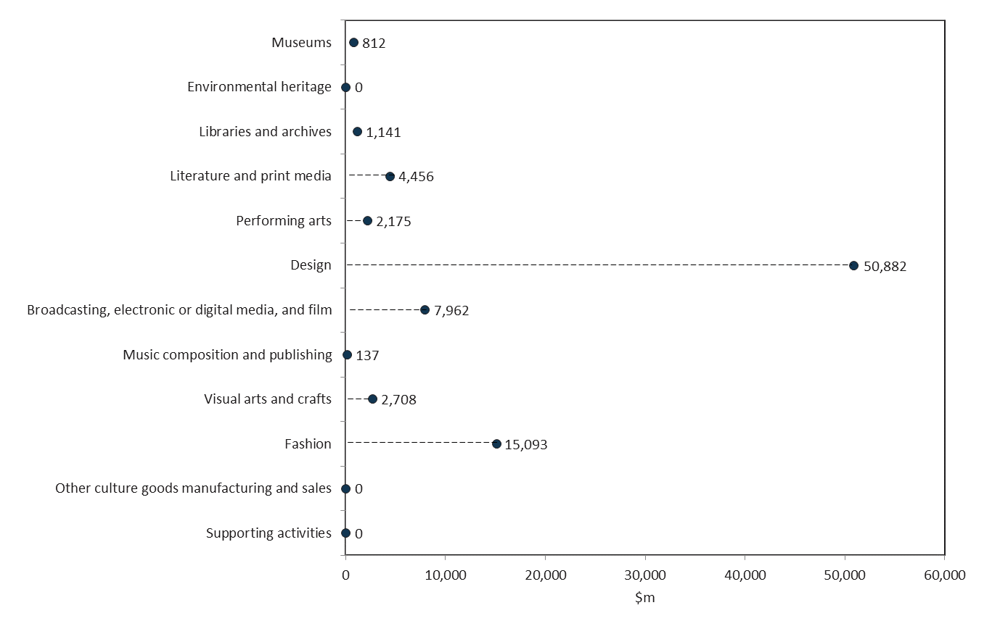 Museums 812
Environmental heritage 0
Libraries and archives 1,141
Literature and print media 4,456
Performing arts 2,175
Design 50,882
Broadcasting, electronic or digital media, and film 7,962
Music composition and publishing 137
Visual arts and crafts 2,708
Fashion 15,093
Other culture goods manufacturing and sales 0
Supporting activities 0
0 10,000 20,000 30,000 40,000 50,000 60,000
$m